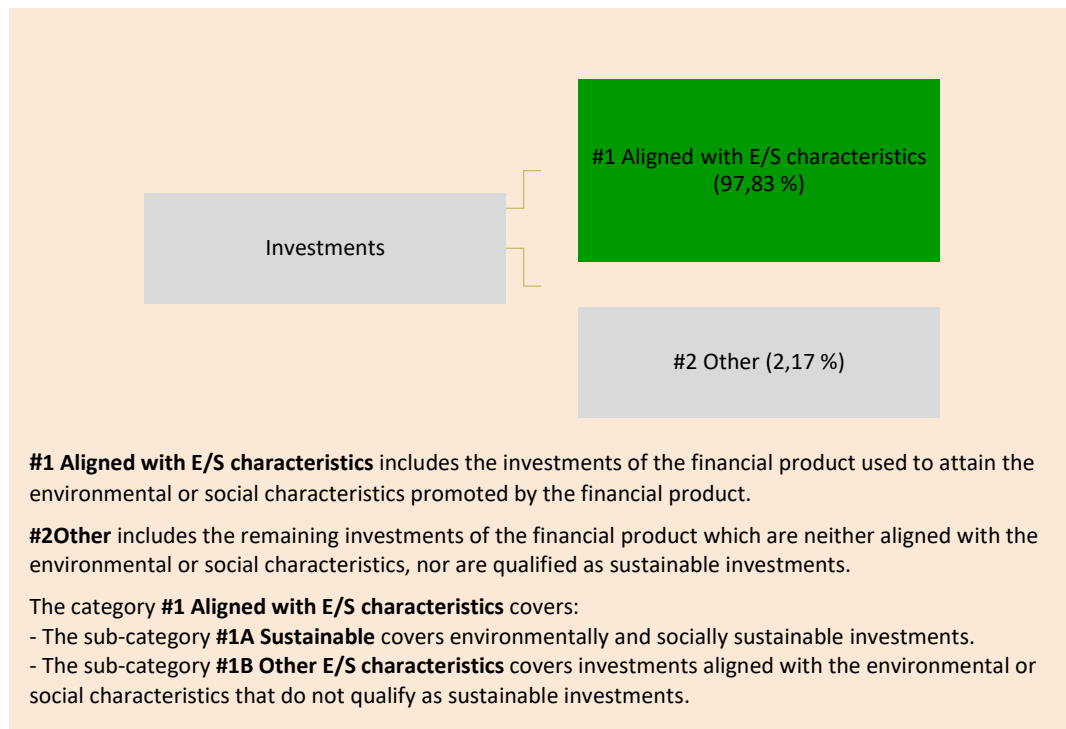 #1 Aligned with E/S characteristics
(97,83 %)
Investments
#2 Other (2,17 %)
#1 Aligned with E/S characteristics includes the investments of the financial product used to attain the
environmental or social characteristics promoted by the financial product.
#2Other includes the remaining investments of the financial product which are neither aligned with the
environmental or social characteristics, nor are qualified as sustainable investments.
The category #1 Aligned with E/S characteristics covers:
- The sub-category #1A Sustainable covers environmentally and socially sustainable investments.
- The sub-category #1B Other E/S characteristics covers investments aligned with the environmental or
social characteristics that do not qualify as sustainable investments.